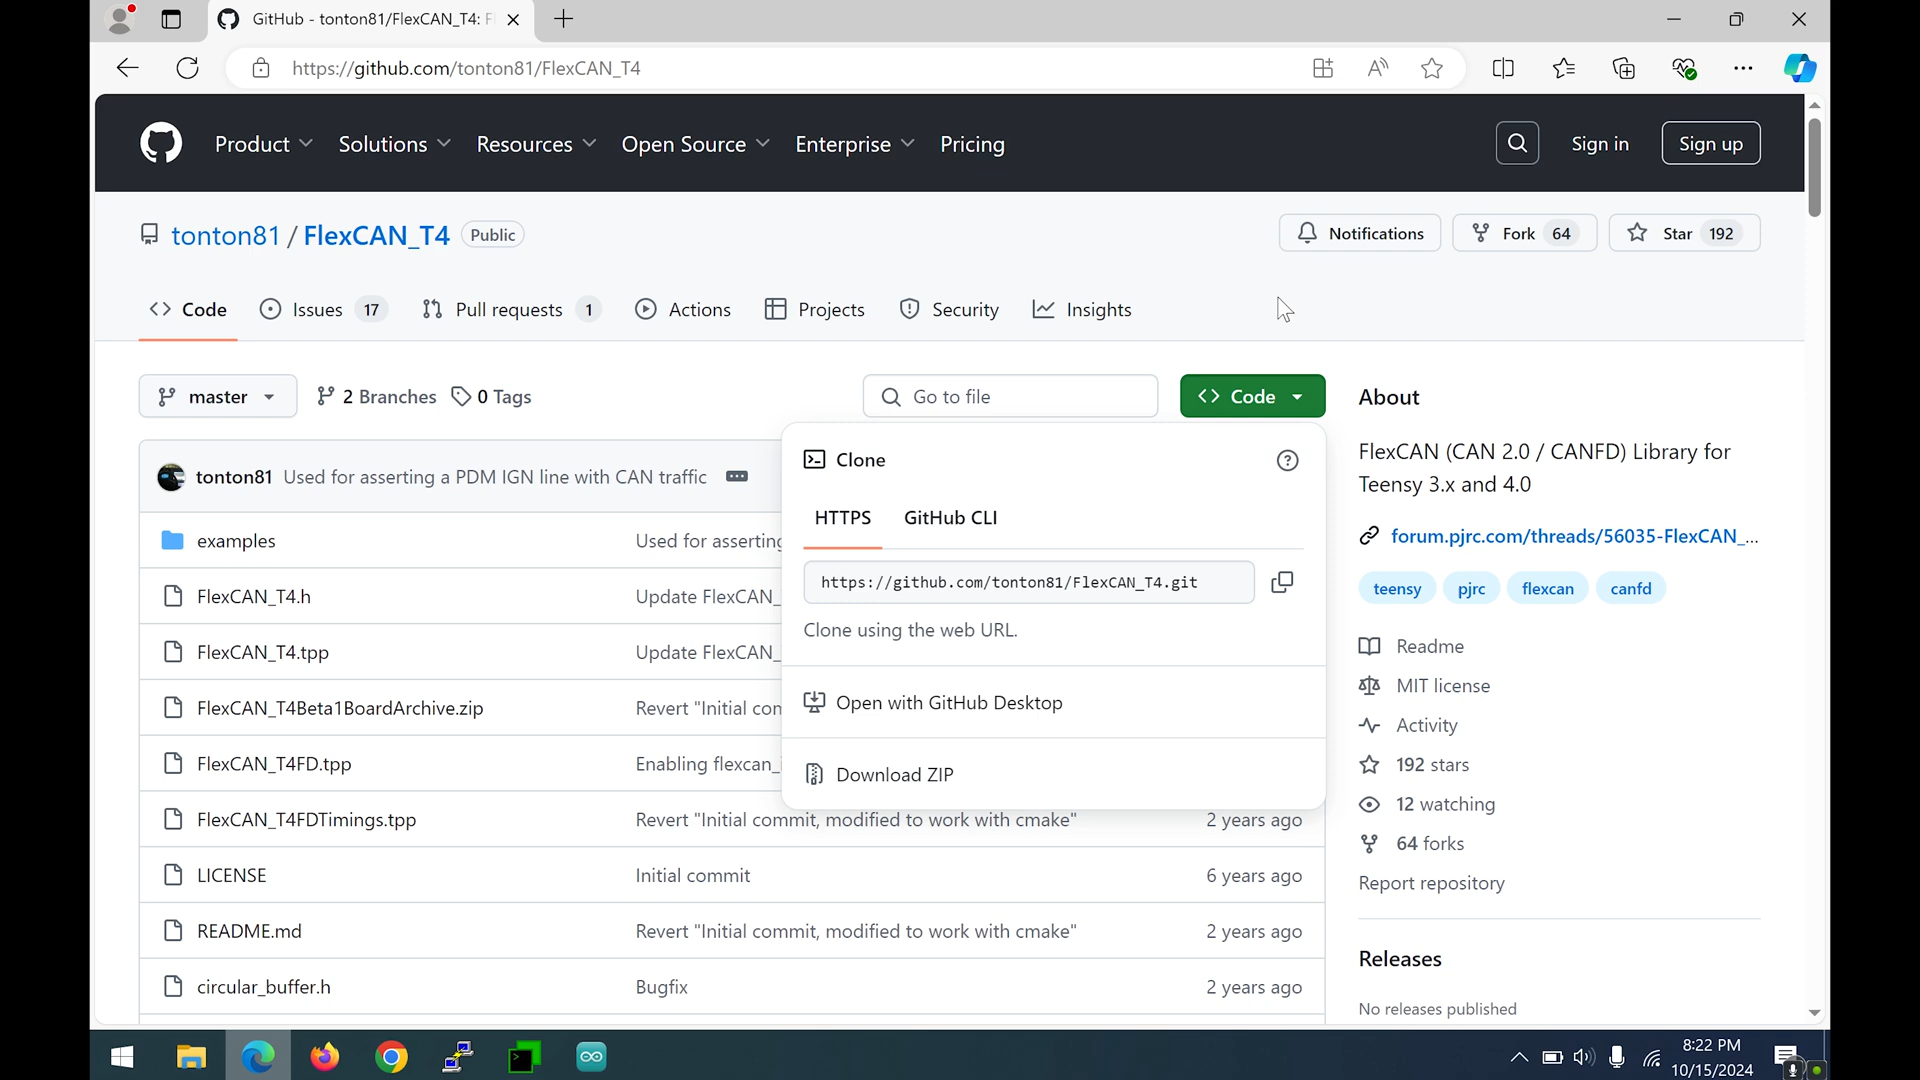 GitHub - tonton81/FlexCAN_T4: F
https://github.com/tonton81/FlexCAN_T4
Product
Solutions
Resources
Open Source
Enterprise
Pricing
Sign in
Sign up
tonton81 / FlexCAN_T4 Public
Notifications
Fork 64
Star 192
Code
Issues 17
Pull requests 1
Actions
Projects
Security
Insights
master
2 Branches
0 Tags
Go to file
Code
tonton81 Used for asserting a PDM IGN line with CAN traffic
examples Used for asserting
FlexCAN_T4.h Update FlexCAN_
FlexCAN_T4.tpp Update FlexCAN_
FlexCAN_T4Beta1BoardArchive.zip Revert "Initial con
FlexCAN_T4FD.tpp Enabling flexcan_
FlexCAN_T4FDTimings.tpp Revert "Initial commit, modified to work with cmake" 2 years ago
LICENSE Initial commit 6 years ago
README.md Revert "Initial commit, modified to work with cmake" 2 years ago
circular_buffer.h Bugfix 2 years ago
Clone
HTTPS GitHub CLI
https://github.com/tonton81/FlexCAN_T4.git
Clone using the web URL.
Open with GitHub Desktop
Download ZIP
About
FlexCAN (CAN 2.0 / CANFD) Library for
Teensy 3.x and 4.0
forum.pjrc.com/threads/56035-FlexCAN_...
teensy pjrc flexcan canfd
Readme
MIT license
Activity
192 stars
12 watching
64 forks
Report repository
Releases
No releases published
8:22 PM
10/15/2024